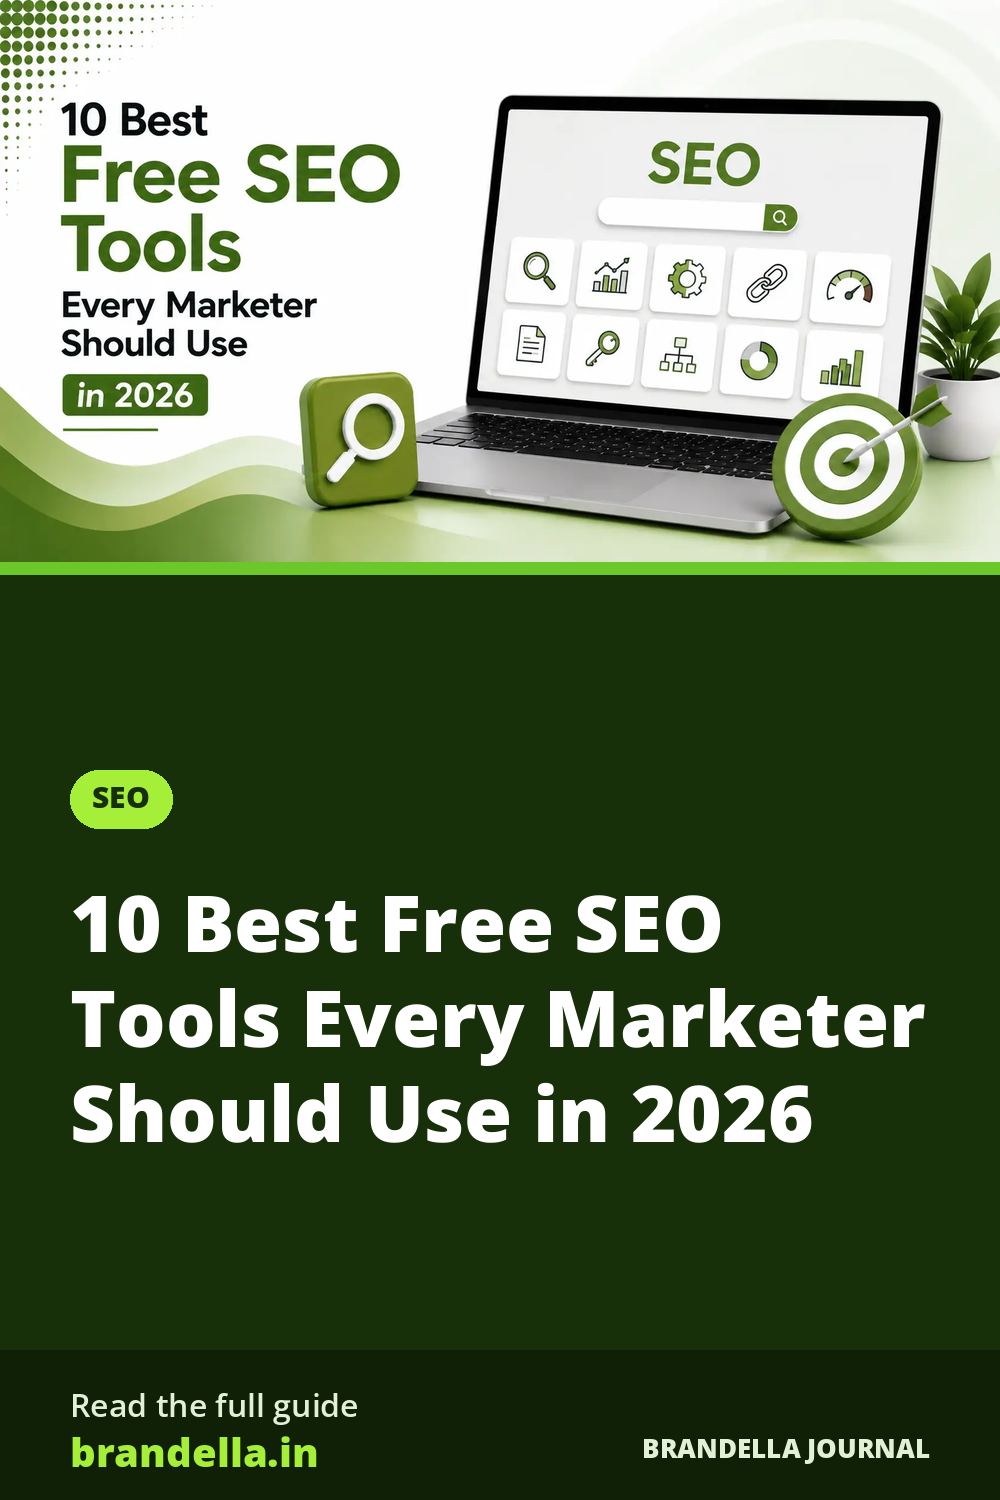 10 Best
Free SEO
Tools
Every Marketer
Should Use
in 2026
SEO
SEO
10 Best Free SEO
Tools Every Marketer
Should Use in 2026
Read the full guide
brandella.in
BRANDELLA JOURNAL